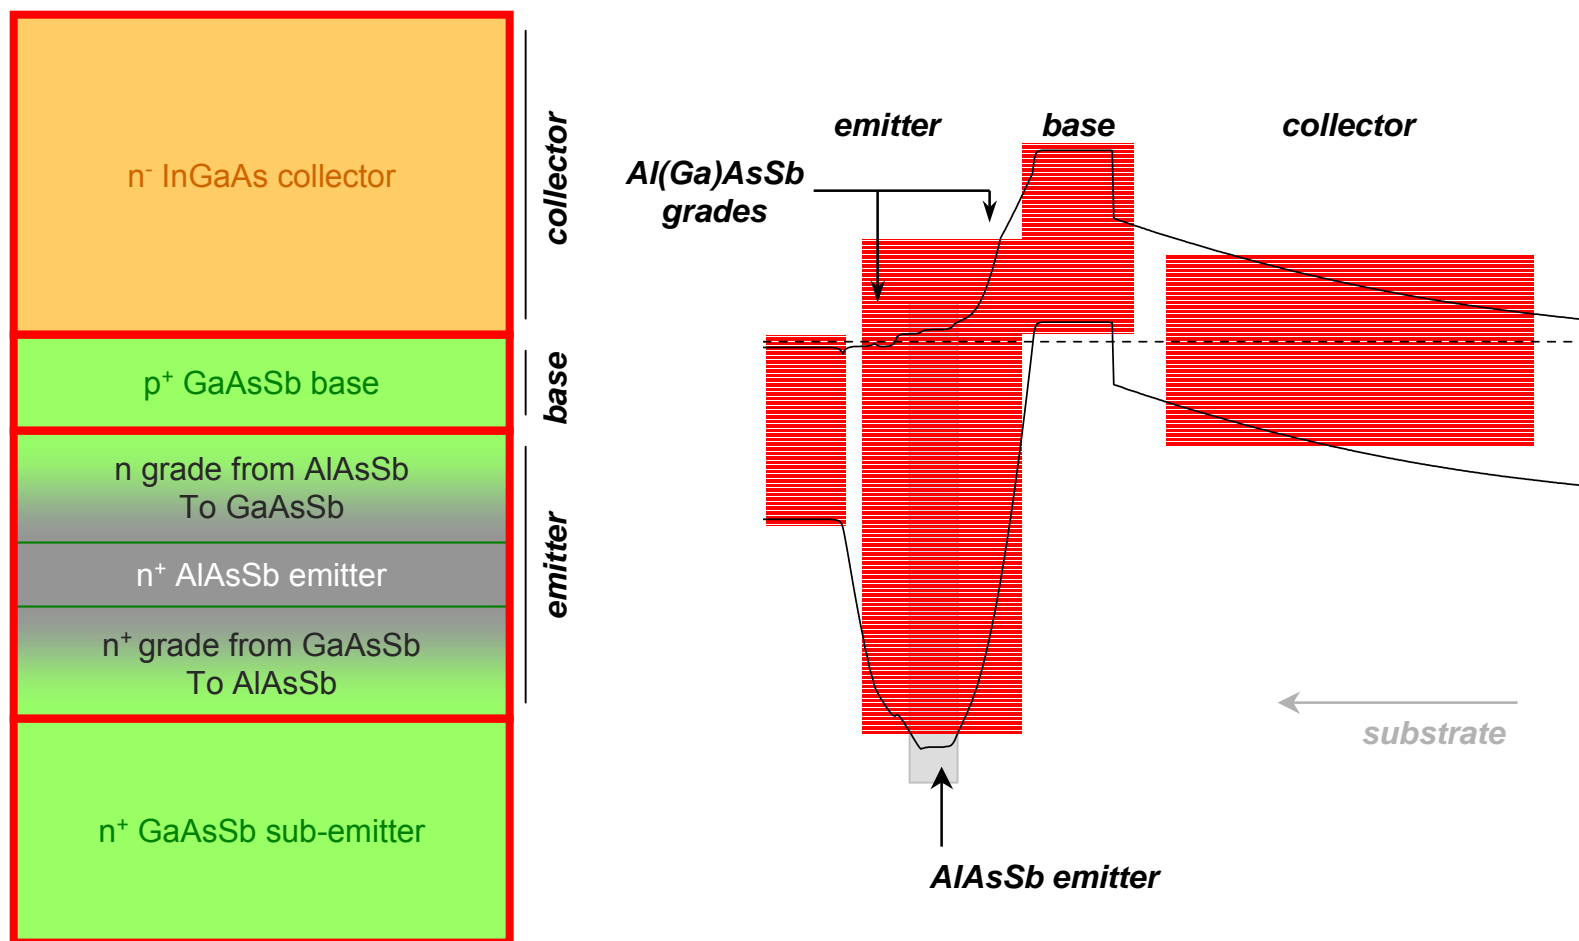 n⁻ InGaAs collector
collector
p⁺ GaAsSb base
base
n grade from AlAsSb
To GaAsSb
n⁺ AlAsSb emitter
n⁺ grade from GaAsSb
To AlAsSb
emitter
n⁺ GaAsSb sub-emitter
emitter
base
collector
Al(Ga)AsSb
grades
substrate
AlAsSb emitter